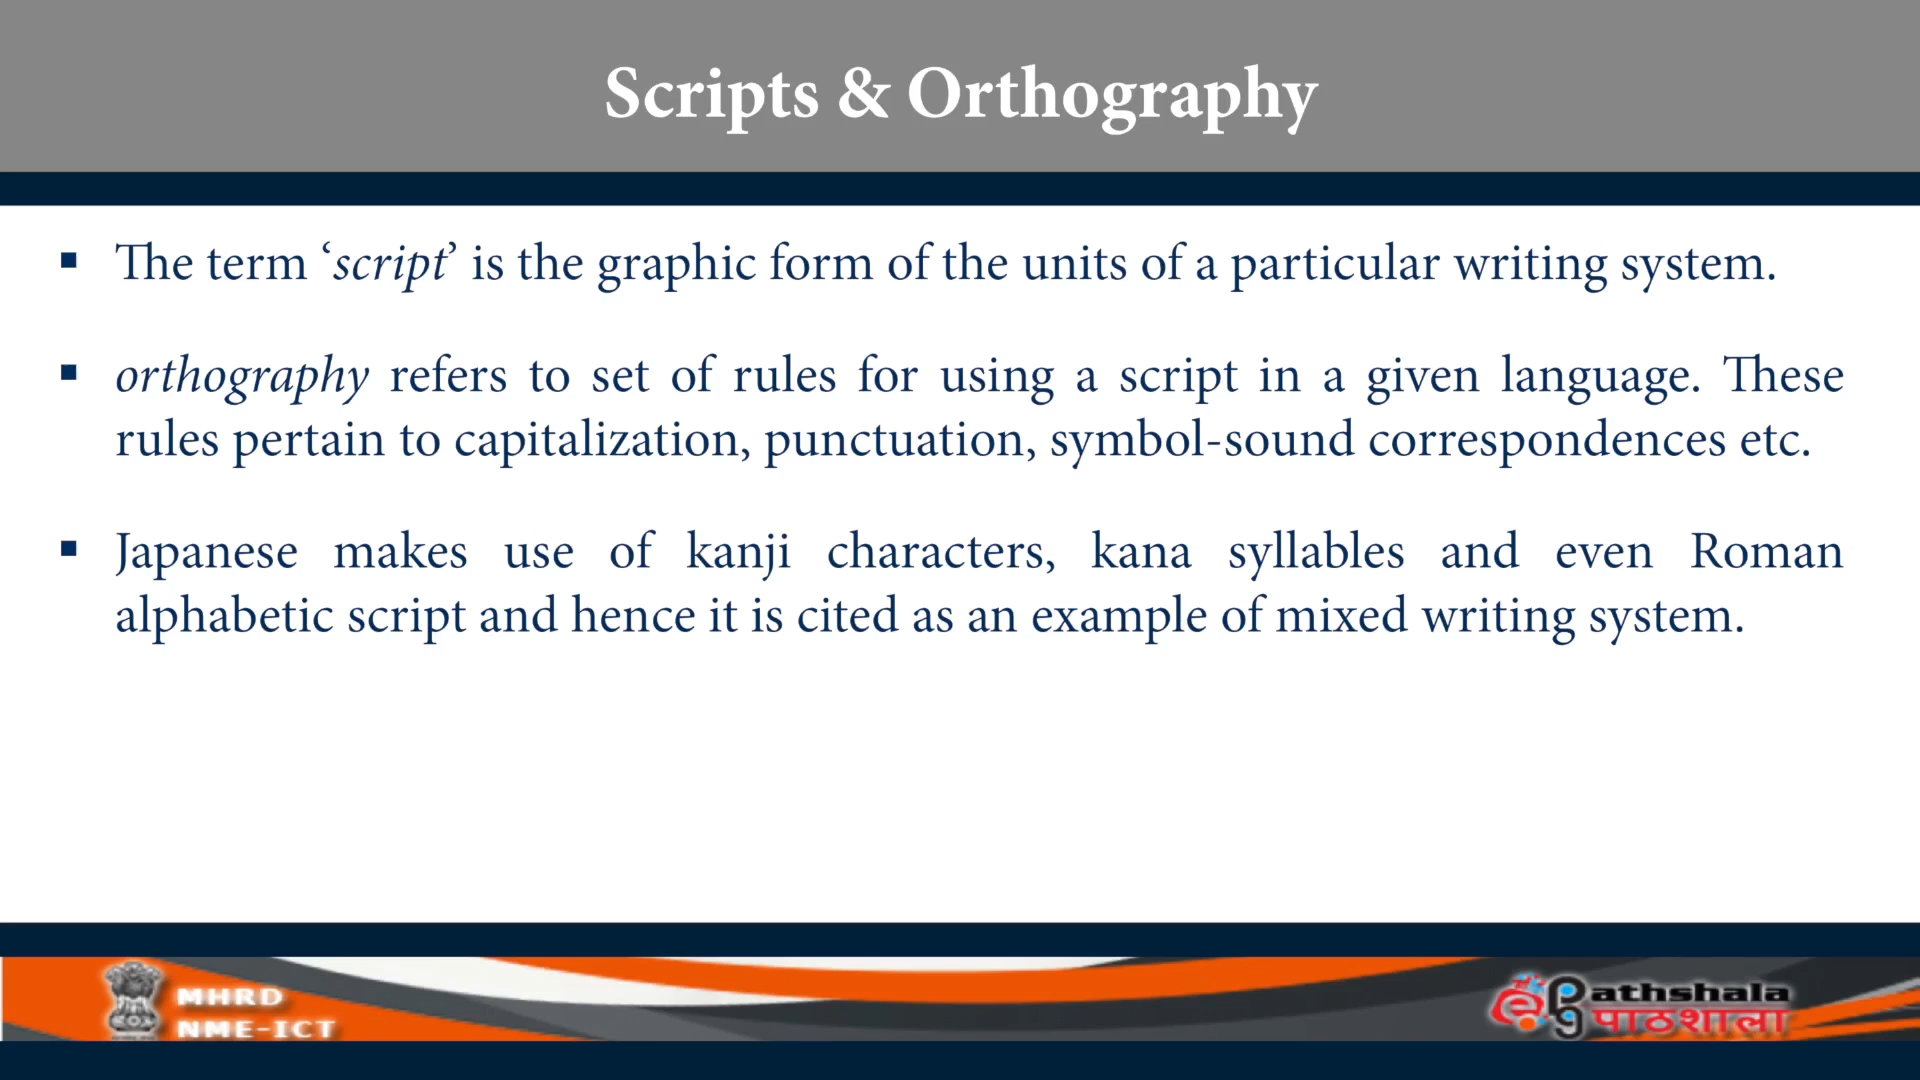 Scripts & Orthography
▪ The term ‘script’ is the graphic form of the units of a particular writing system.
▪ orthography refers to set of rules for using a script in a given language. These
rules pertain to capitalization, punctuation, symbol-sound correspondences etc.
▪ Japanese makes use of kanji characters, kana syllables and even Roman
alphabetic script and hence it is cited as an example of mixed writing system.
MHRD
NME-ICT
e Pg athshala
पाठशाला